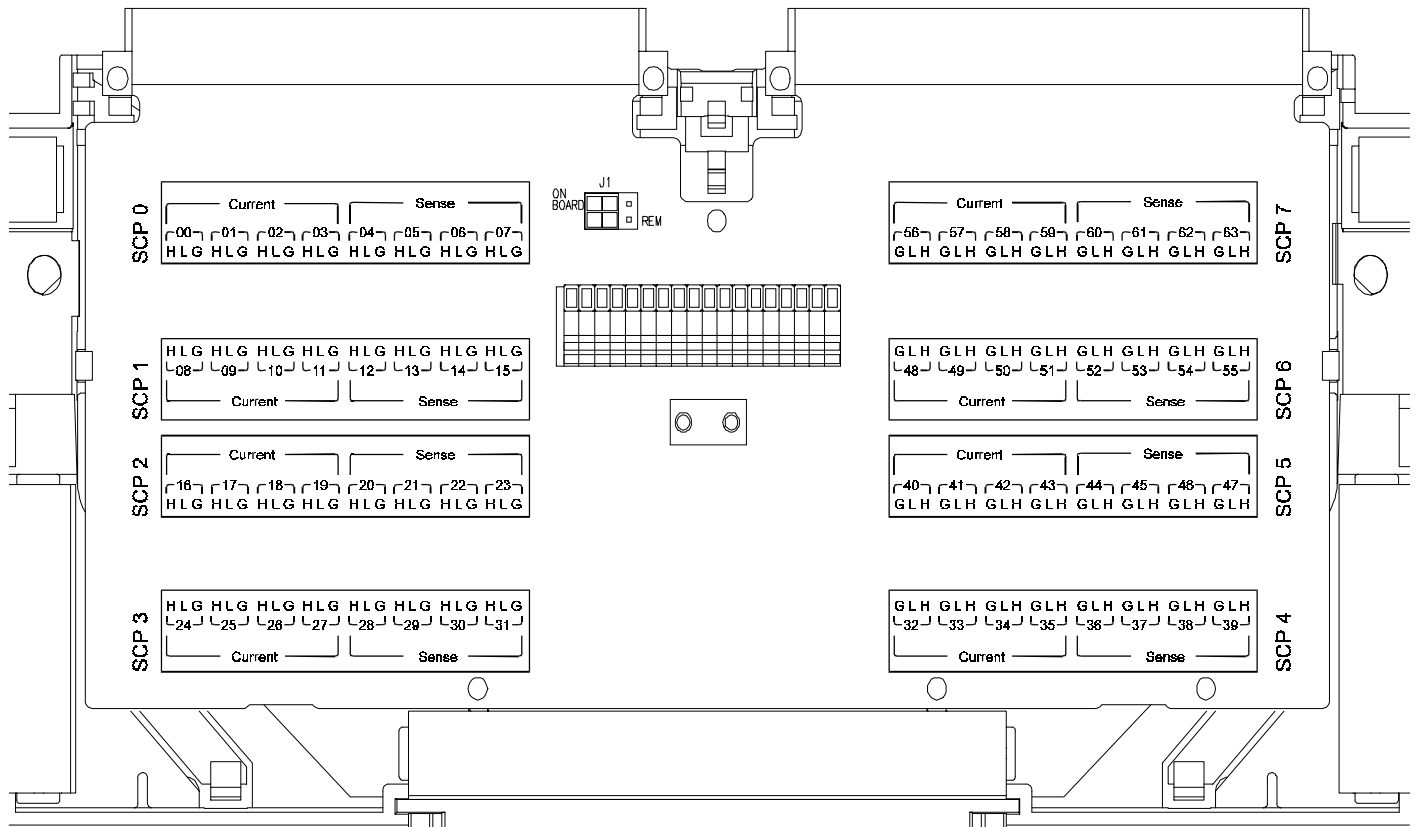 J1
ON
BOARD
REM
SCP 0
Current Sense
00 01 02 03 04 05 06 07
HLG HLG HLG HLG HLG HLG HLG HLG
SCP 7
Current Sense
56 57 58 59 60 61 62 63
GLH GLH GLH GLH GLH GLH GLH GLH
SCP 1
HLG HLG HLG HLG HLG HLG HLG HLG
08 09 10 11 12 13 14 15
Current Sense
SCP 6
GLH GLH GLH GLH GLH GLH GLH GLH
48 49 50 51 52 53 54 55
Current Sense
SCP 2
Current Sense
16 17 18 19 20 21 22 23
HLG HLG HLG HLG HLG HLG HLG HLG
SCP 5
Current Sense
40 41 42 43 44 45 46 47
GLH GLH GLH GLH GLH GLH GLH GLH
SCP 3
HLG HLG HLG HLG HLG HLG HLG HLG
24 25 26 27 28 29 30 31
Current Sense
SCP 4
GLH GLH GLH GLH GLH GLH GLH GLH
32 33 34 35 36 37 38 39
Current Sense